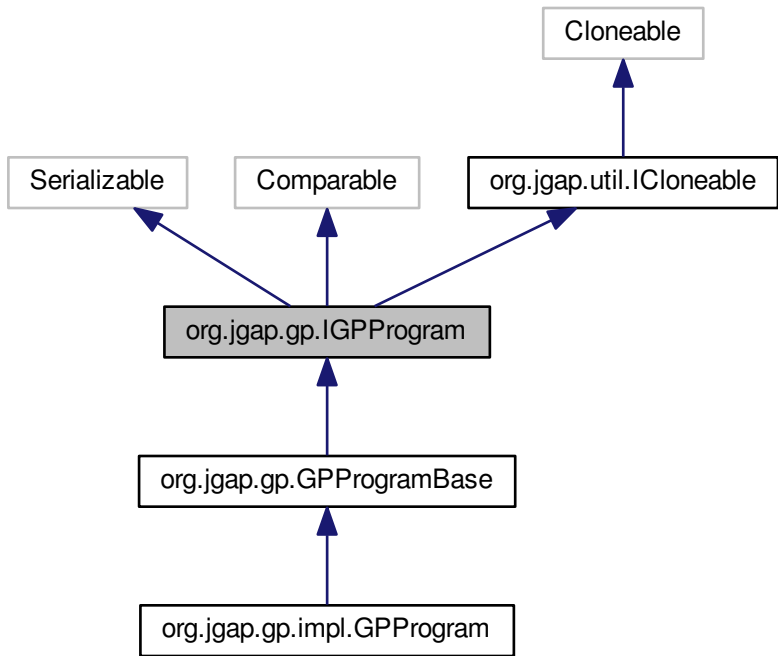 Cloneable
Serializable
Comparable
org.jgap.util.ICloneable
org.jgap.gp.IGPProgram
org.jgap.gp.GPProgramBase
org.jgap.gp.impl.GPProgram